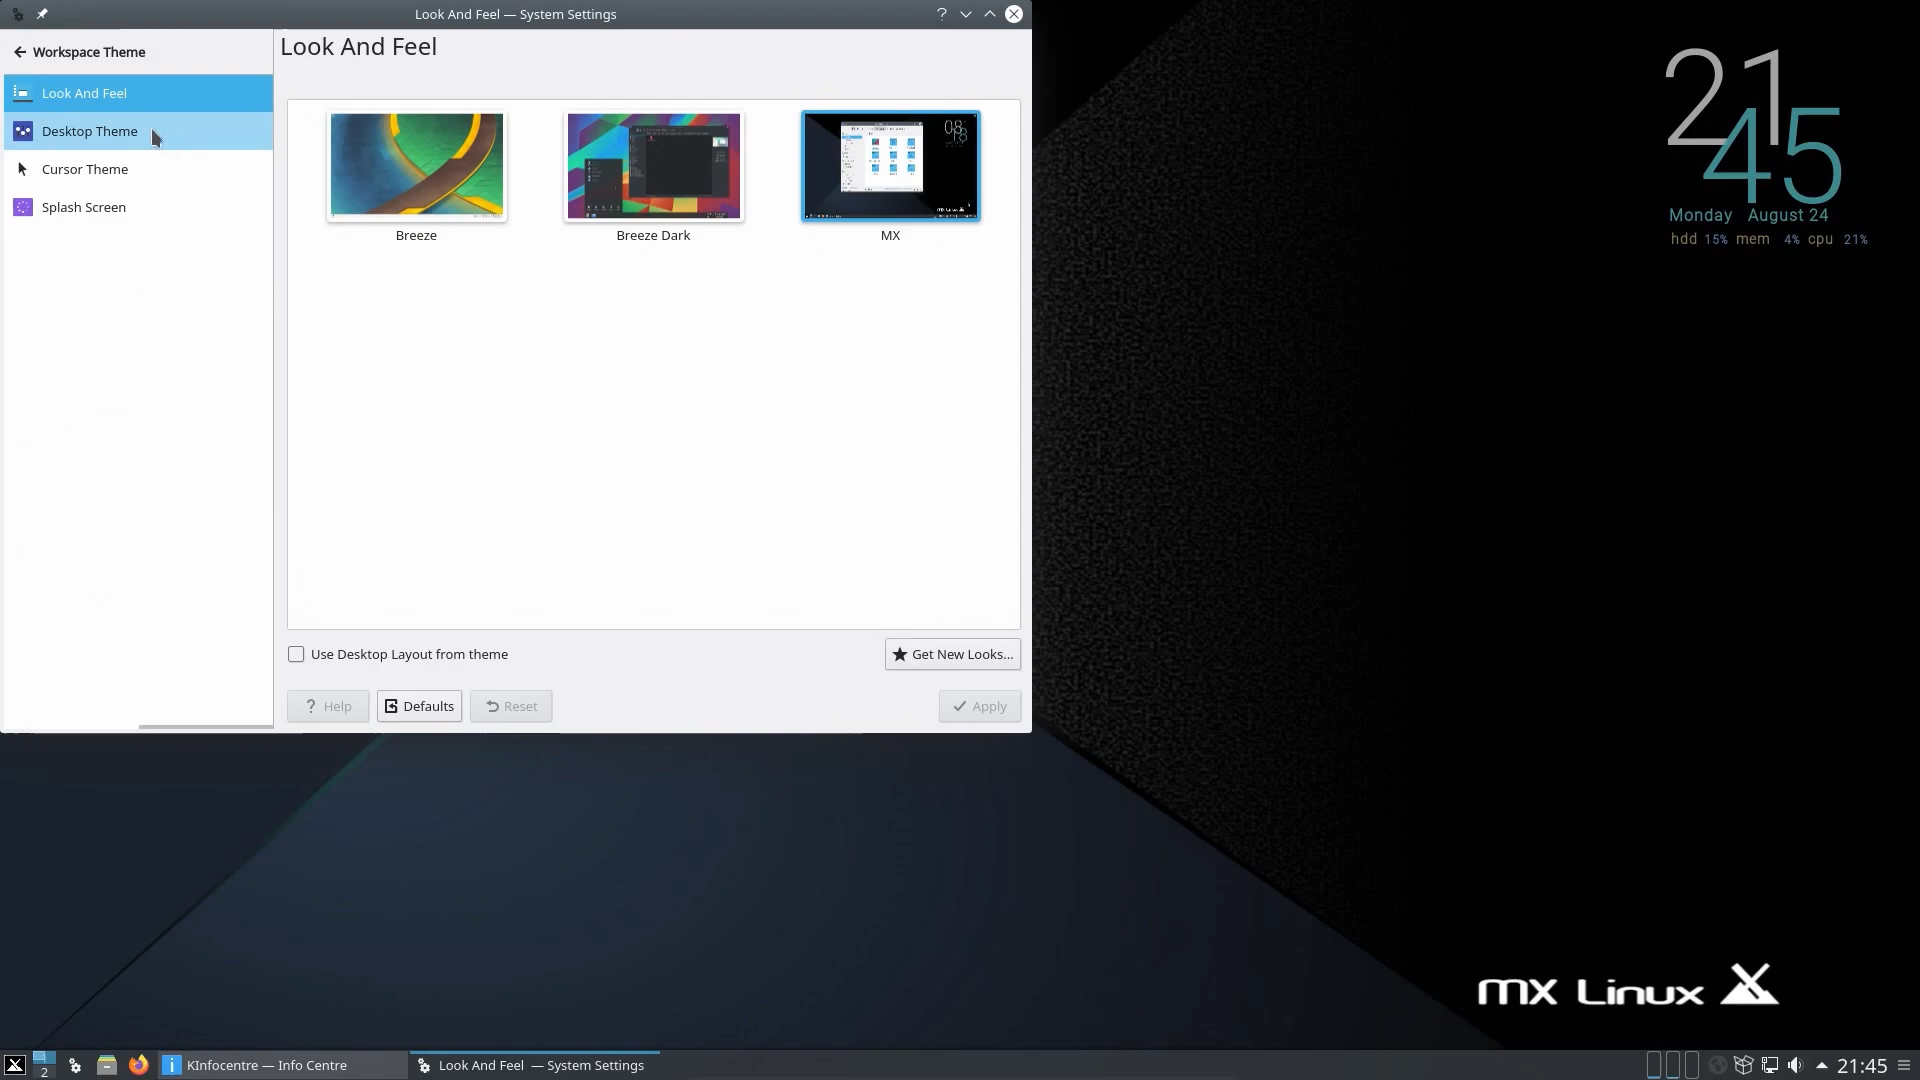 Look And Feel — System Settings
Workspace Theme
Look And Feel
Desktop Theme
Cursor Theme
Splash Screen
Look And Feel
Breeze
Breeze Dark
MX
Use Desktop Layout from theme
Get New Looks...
? Help
Defaults
Reset
Apply
21
45
Monday August 24
hdd 15% mem 4% cpu 21%
MX Linux
2
KInfocentre — Info Centre
Look And Feel — System Settings
21:45